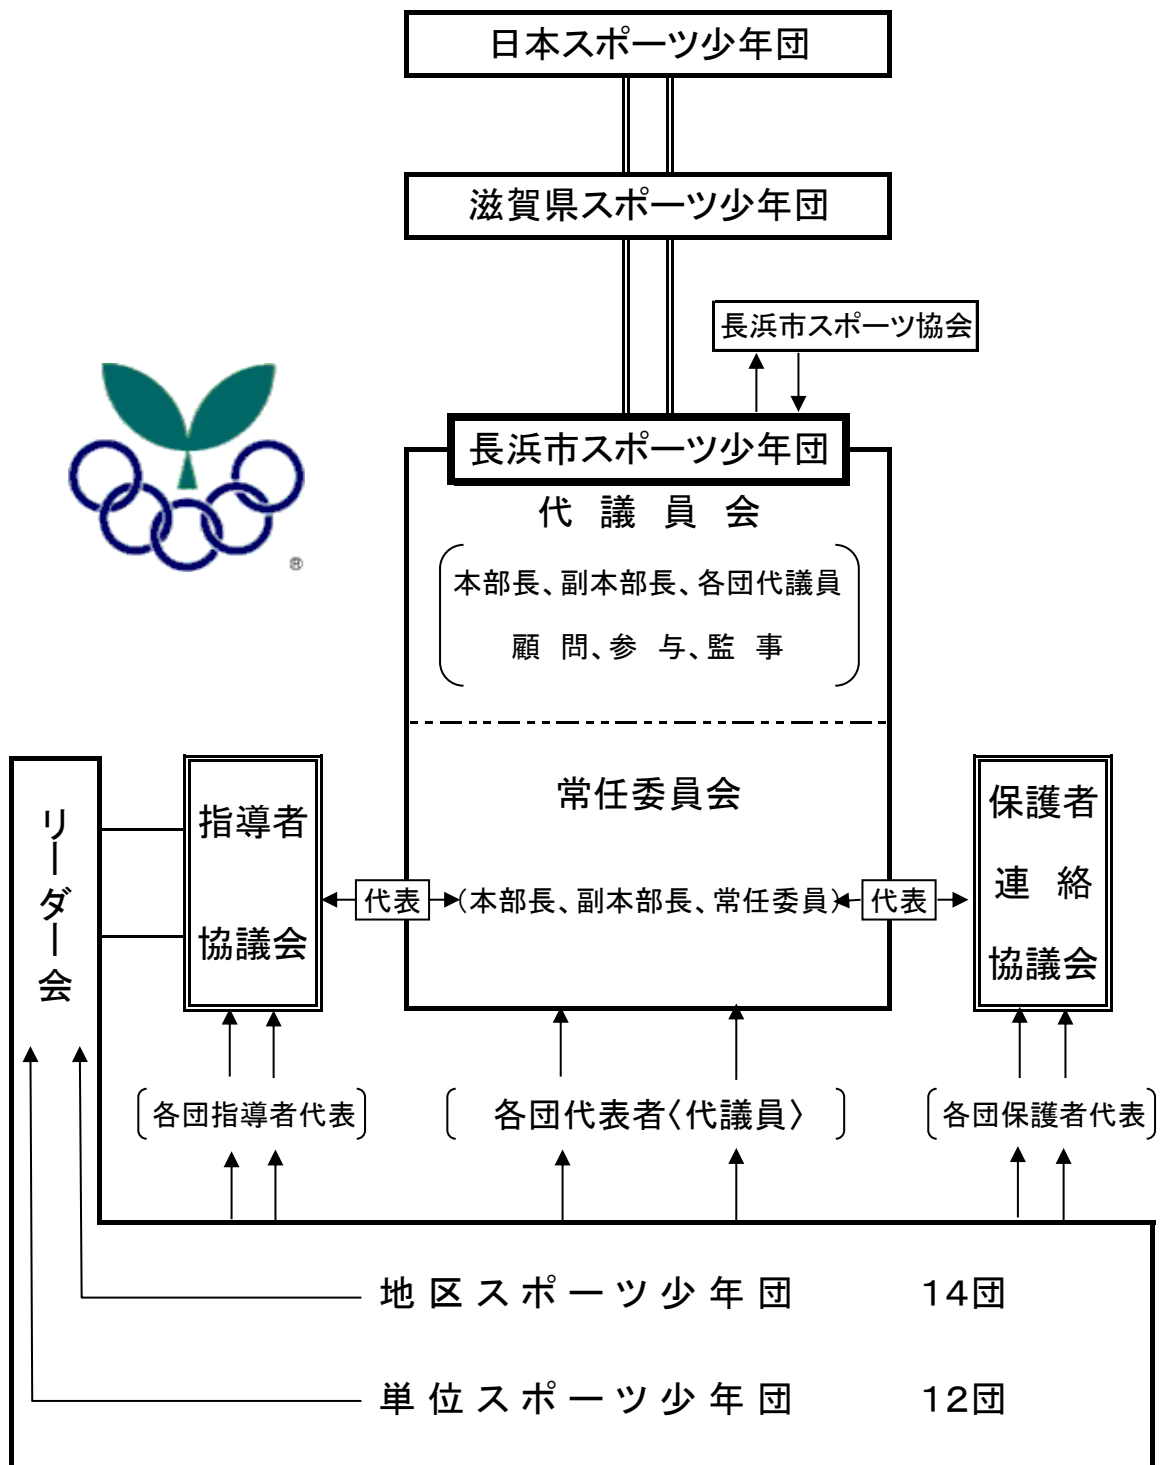 日本スポーツ少年団
滋賀県スポーツ少年団
長浜市スポーツ協会
長浜市スポーツ少年団
代　議　員　会
本部長、副本部長、各団代議員
顧　問、参　与、監　事
®
常任委員会
(本部長、副本部長、常任委員)
代表
代表
リーダー会
指導者
協議会
保護者
連　絡
協議会
各団指導者代表
各団代表者〈代議員〉
各団保護者代表
地区スポーツ少年団　14団
単位スポーツ少年団　12団